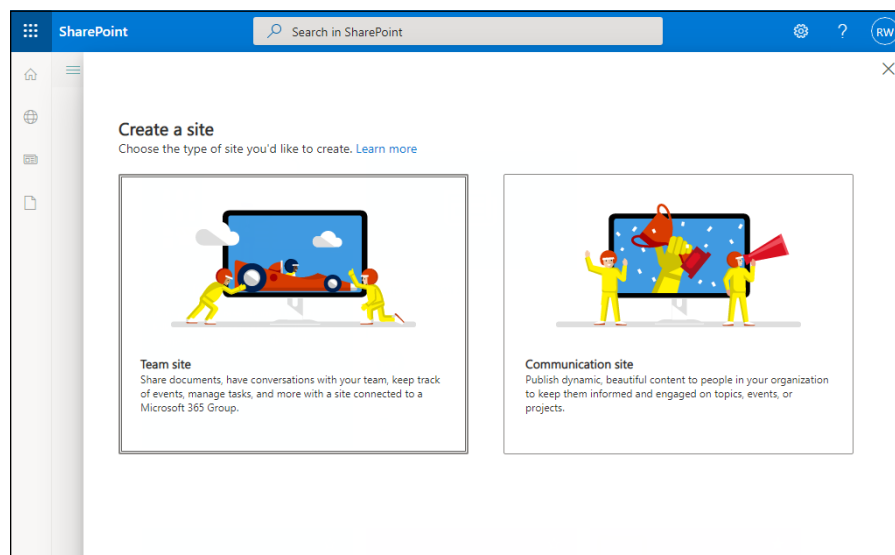 SharePoint
Search in SharePoint
?
RW
Create a site
Choose the type of site you'd like to create. Learn more
Team site
Share documents, have conversations with your team, keep track
of events, manage tasks, and more with a site connected to a
Microsoft 365 Group.
Communication site
Publish dynamic, beautiful content to people in your organization
to keep them informed and engaged on topics, events, or
projects.